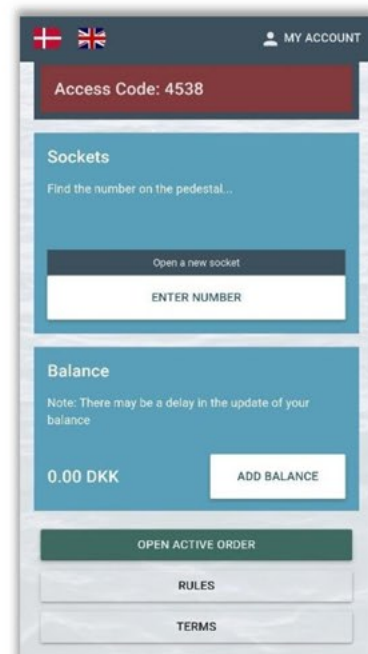 MY ACCOUNT
Access Code: 4538
Sockets
Find the number on the pedestal...
Open a new socket
ENTER NUMBER
Balance
Note: There may be a delay in the update of your
balance
0.00 DKK
ADD BALANCE
OPEN ACTIVE ORDER
RULES
TERMS